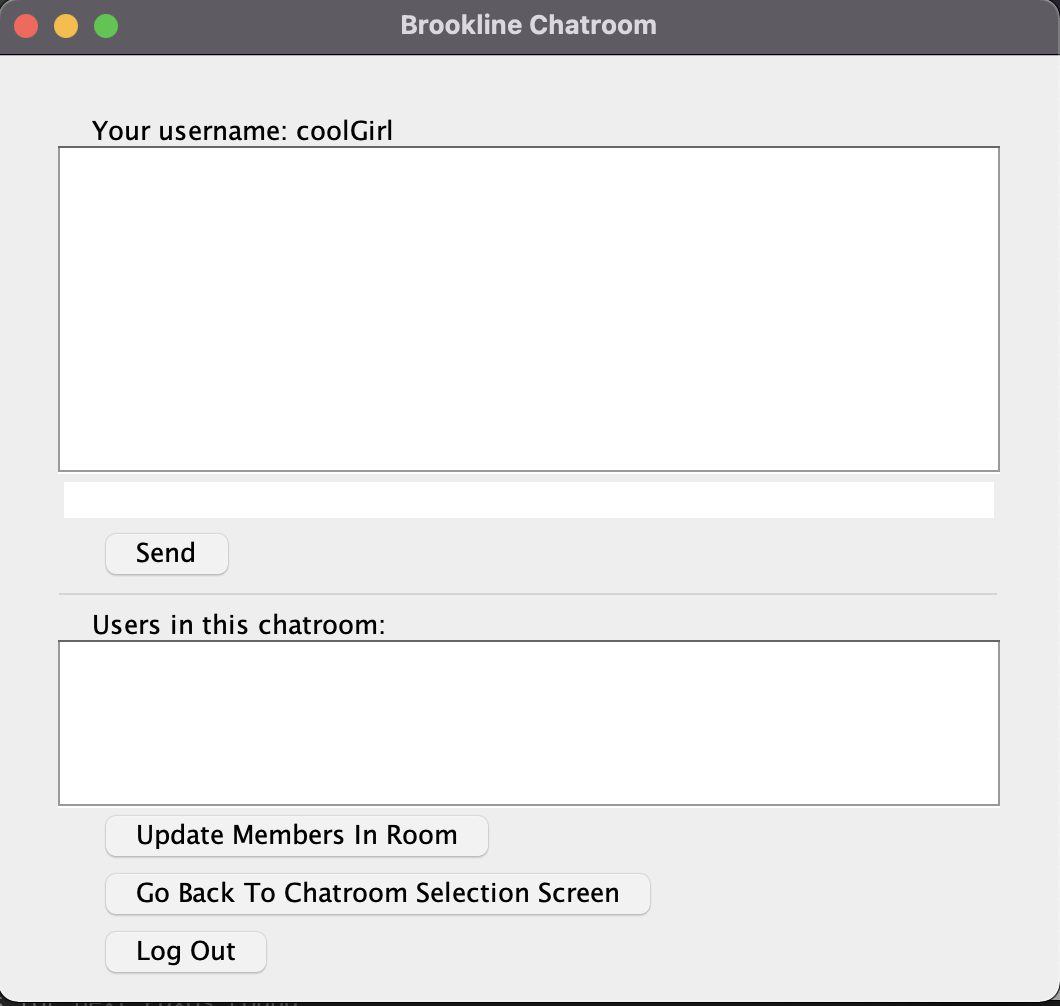 Brookline Chatroom
Your username: coolGirl
Send
Users in this chatroom:
Update Members In Room
Go Back To Chatroom Selection Screen
Log Out